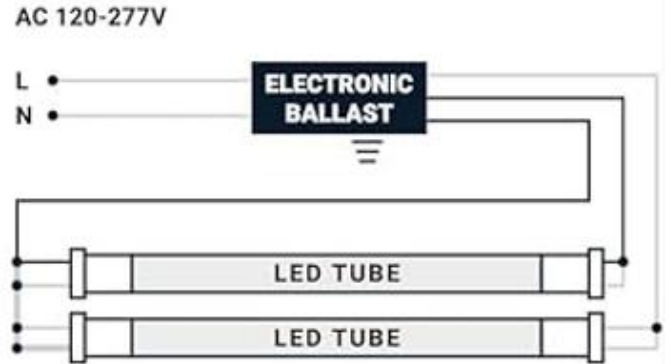 AC 120-277V
L
N
ELECTRONIC
BALLAST
LED TUBE
LED TUBE